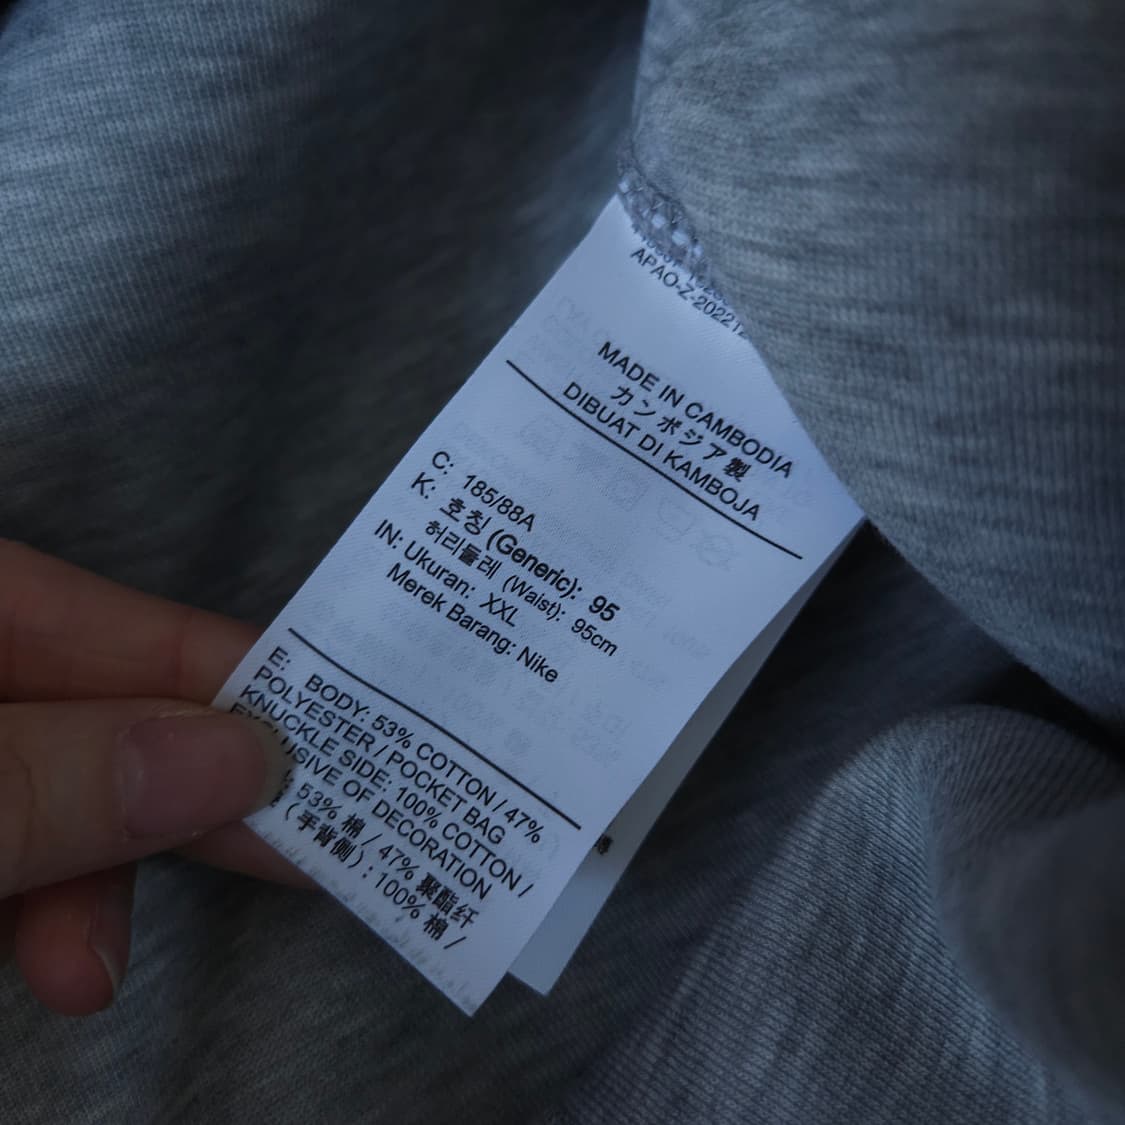 APAO-Z-202212
MADE IN CAMBODIA
カンボジア製
DIBUAT DI KAMBOJA
C: 185/88A
K: 호칭 (Generic): 95
허리둘레 (Waist): 95cm
IN: Ukuran: XXL
Merek Barang: Nike
E: BODY: 53% COTTON / 47%
POLYESTER / POCKET BAG
KNUCKLE SIDE: 100% COTTON /
EXCLUSIVE OF DECORATION
53% 棉 / 47% 聚酯纤
(手背側) : 100% 棉 /